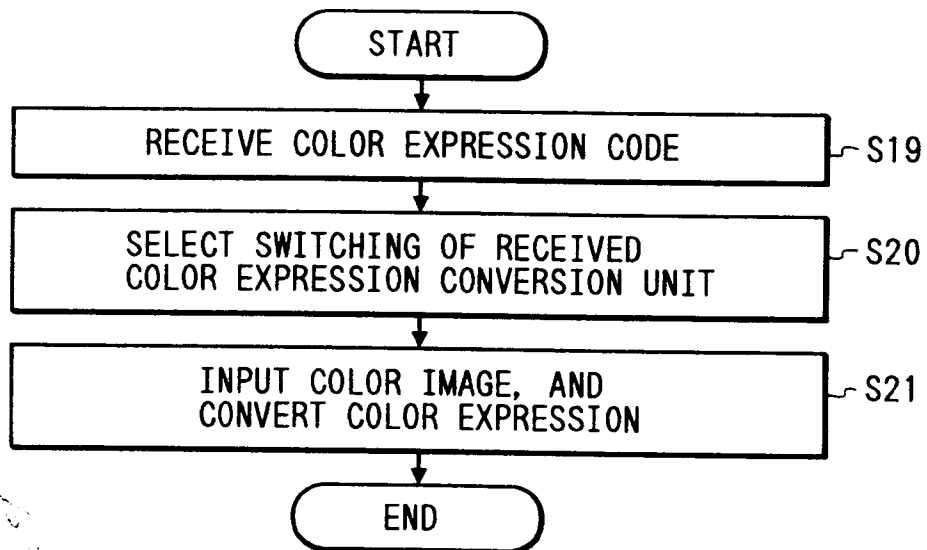 START
RECEIVE COLOR EXPRESSION CODE
S19
SELECT SWITCHING OF RECEIVED
COLOR EXPRESSION CONVERSION UNIT
S20
INPUT COLOR IMAGE, AND
CONVERT COLOR EXPRESSION
S21
END